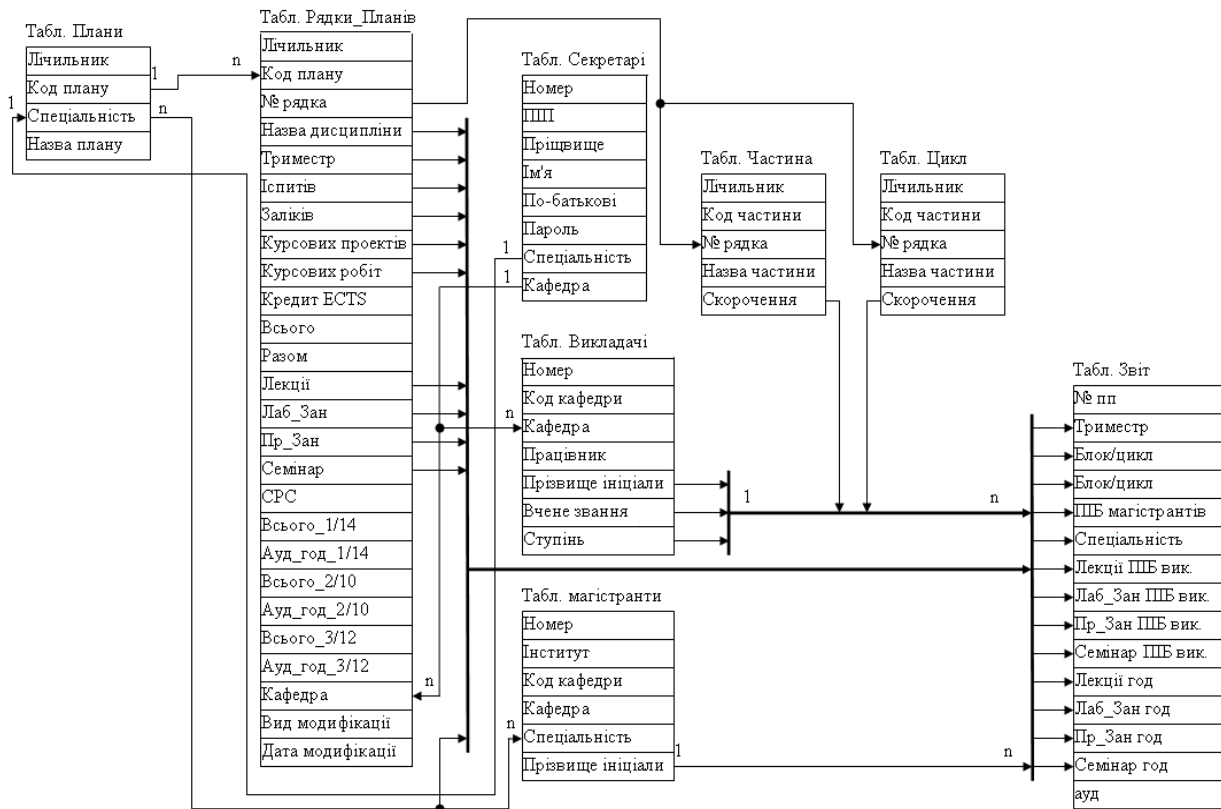 Табл. Плани
Лічильник
Код плану
Спеціальність
Назва плану
1
1
n
n
Табл. Рядки_Планів
Лічильник
Код плану
№ рядка
Назва дисципліни
Триместр
Іспитів
Заліків
Курсових проектів
Курсових робіт
Кредит ECTS
Всього
Разом
Лекції
Лаб_Зан
Пр_Зан
Семінар
СРС
Всього_1/14
Ауд_год_1/14
Всього_2/10
Ауд_год_2/10
Всього_3/12
Ауд_год_3/12
Кафедра
Вид модифікації
Дата модифікації
n
Табл. Секретарі
Номер
ПІП
Пріщвище
Ім'я
По-батькові
Пароль
Спеціальність
Кафедра
1
1
Табл. Частина
Лічильник
Код частини
№ рядка
Назва частини
Скорочення
Табл. Цикл
Лічильник
Код частини
№ рядка
Назва частини
Скорочення
Табл. Викладачі
Номер
Код кафедри
Кафедра
Працівник
Прізвище ініціали
Вчене звання
Ступінь
n
1
n
Табл. магістранти
Номер
Інститут
Код кафедри
Кафедра
Спеціальність
Прізвище ініціали
n
1
n
Табл. Звіт
№ пп
Триместр
Блок/цикл
Блок/цикл
ПІБ магістрантів
Спеціальність
Лекції ПІБ вик.
Лаб_Зан ПІБ вик.
Пр_Зан ПІБ вик.
Семінар ПІБ вик.
Лекції год
Лаб_Зан год
Пр_Зан год
Семінар год
ауд